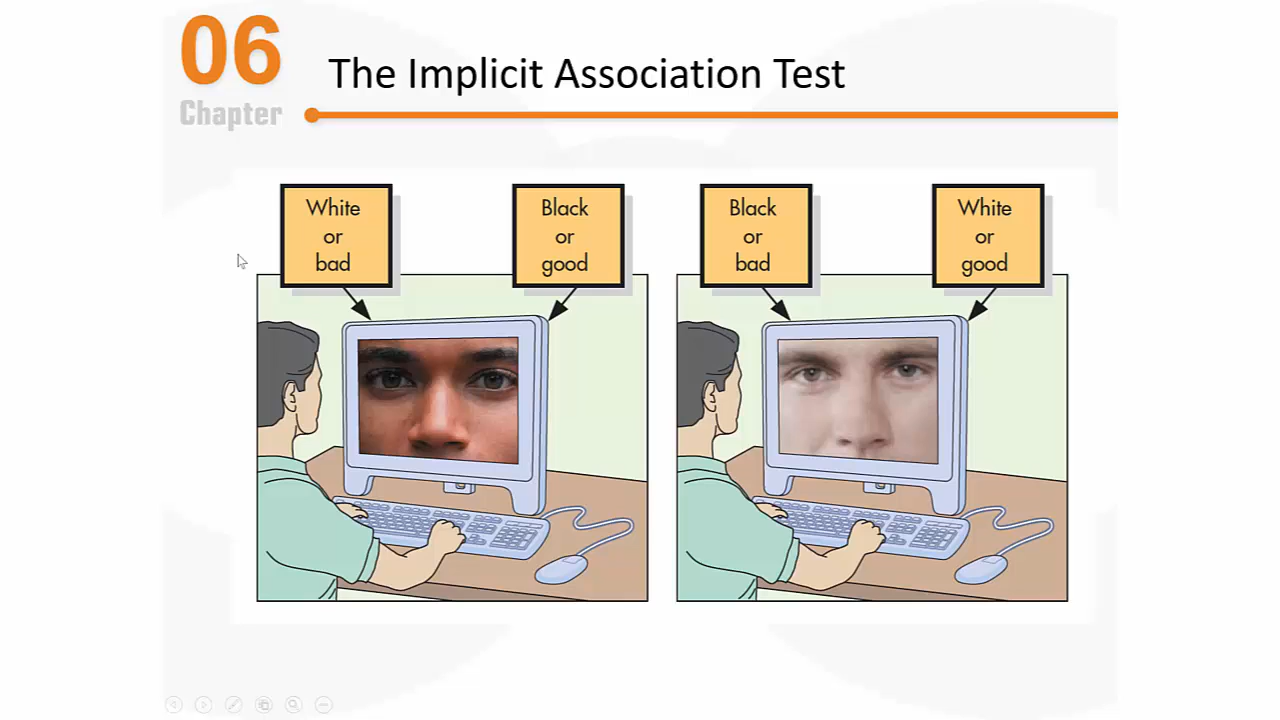 06
Chapter
The Implicit Association Test
White
or
bad
Black
or
good
Black
or
bad
White
or
good